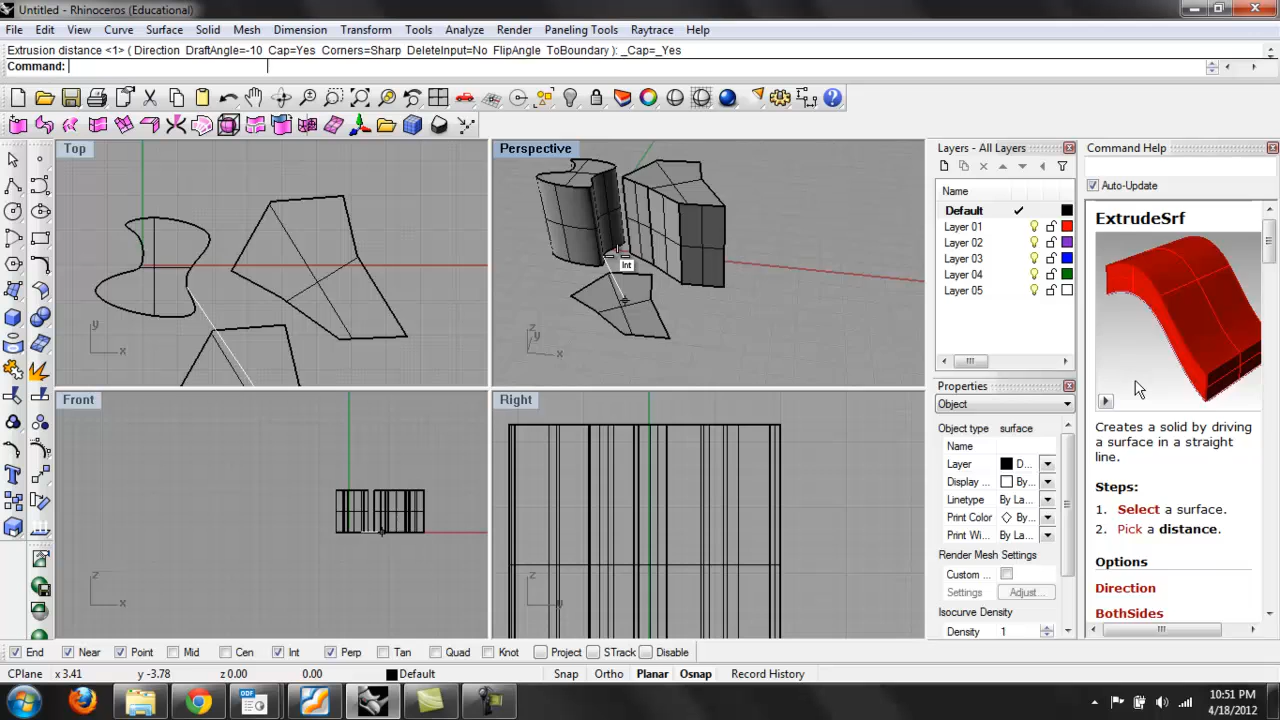 Untitled - Rhinoceros (Educational)
File Edit View Curve Surface Solid Mesh Dimension Transform Tools Analyze Render Paneling Tools Raytrace Help
Extrusion distance <1> ( Direction DraftAngle=-10 Cap=Yes Corners=Sharp DeleteInput=No FlipAngle ToBoundary ): _Cap=_Yes
Command:
Top
Perspective
Int
y
x
z
y
x
Front
Right
z
x
z
y
Layers - All Layers
Name
Default
Layer 01
Layer 02
Layer 03
Layer 04
Layer 05
Properties
Object
Object type surface
Name
Layer D...
Display ... By...
Linetype By La...
Print Color By...
Print Wi... By La...
Render Mesh Settings
Custom ...
Settings Adjust...
Isocurve Density
Density 1
Command Help
Auto-Update
ExtrudeSrf
Creates a solid by driving
a surface in a straight
line.
Steps:
1. Select a surface.
2. Pick a distance.
Options
Direction
BothSides
End Near Point Mid Cen Int Perp Tan Quad Knot Project STrack Disable
CPlane x 3.41 y -3.78 z 0.00 0.00 Default Snap Ortho Planar Osnap Record History
10:51 PM
4/18/2012